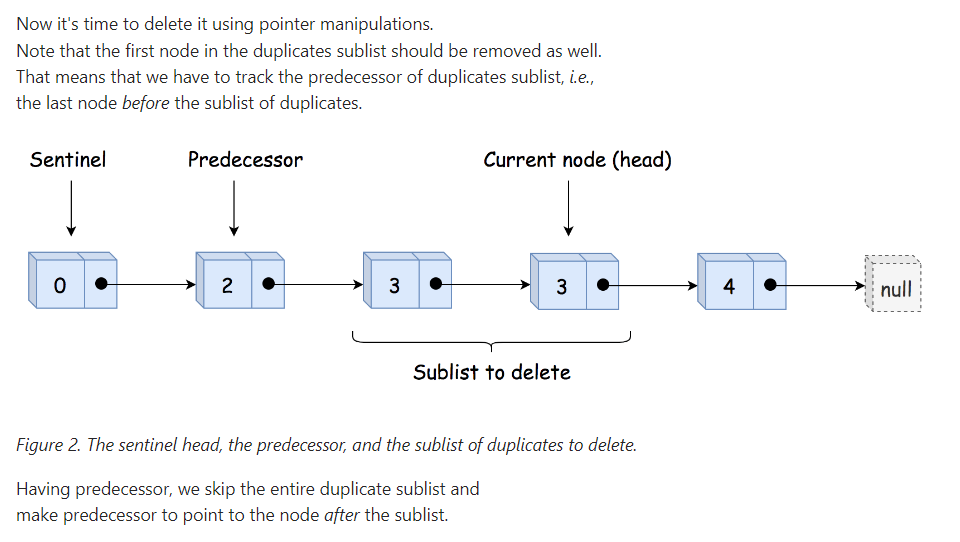 Now it's time to delete it using pointer manipulations.
Note that the first node in the duplicates sublist should be removed as well.
That means that we have to track the predecessor of duplicates sublist, i.e.,
the last node before the sublist of duplicates.
Sentinel Predecessor Current node (head)
0 2 3 3 4 null
Sublist to delete
Figure 2. The sentinel head, the predecessor, and the sublist of duplicates to delete.
Having predecessor, we skip the entire duplicate sublist and
make predecessor to point to the node after the sublist.